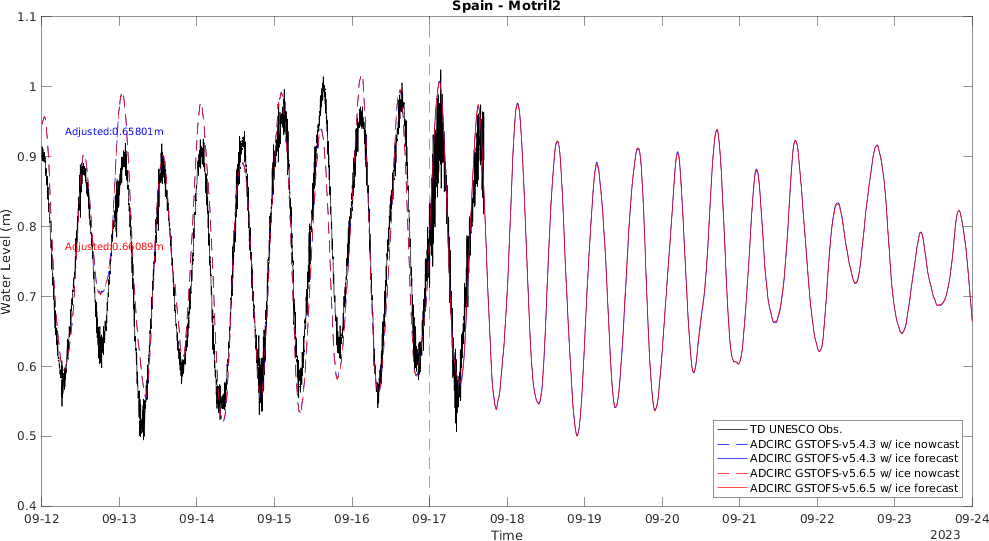 Spain - Motril2
1.1
1
0.9
0.8
0.7
0.6
0.5
0.4
Water Level (m)
Adjusted:0.65801m
Adjusted:0.66089m
TD UNESCO Obs.
ADCIRC GSTOFS-v5.4.3 w/ ice nowcast
ADCIRC GSTOFS-v5.4.3 w/ ice forecast
ADCIRC GSTOFS-v5.6.5 w/ ice nowcast
ADCIRC GSTOFS-v5.6.5 w/ ice forecast
09-12 09-13 09-14 09-15 09-16 09-17 09-18 09-19 09-20 09-21 09-22 09-23 09-24
Time
2023